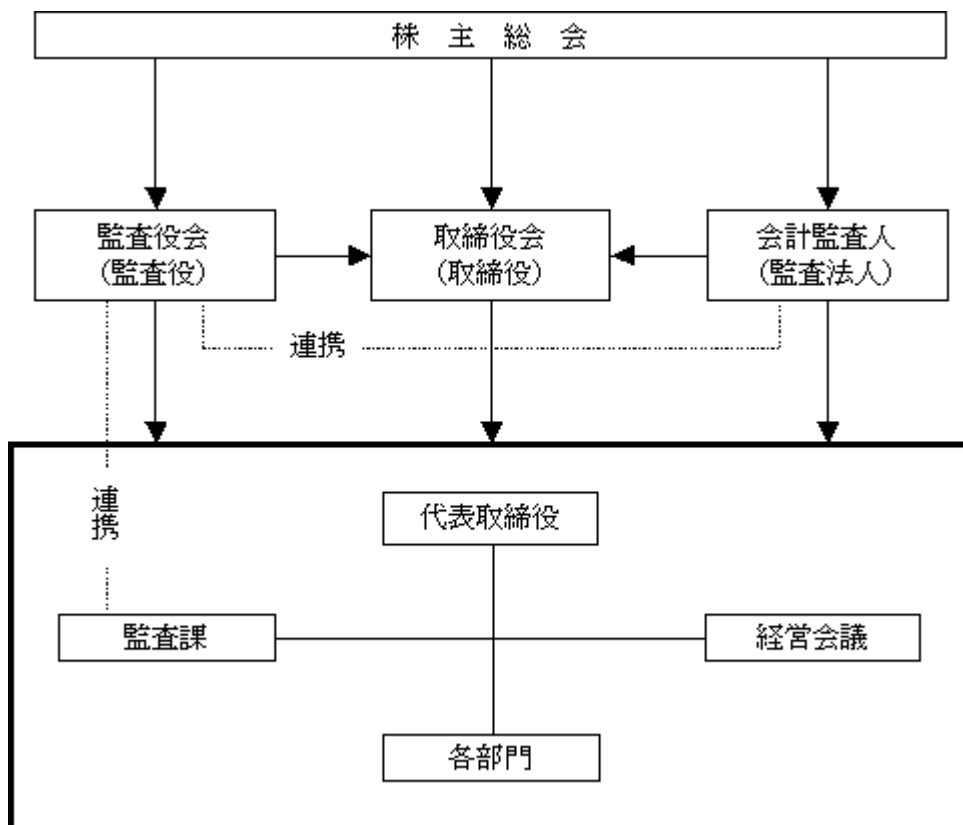 株主総会
監査役会
(監査役)
取締役会
(取締役)
会計監査人
(監査法人)
連携
連携
代表取締役
監査課
経営会議
各部門